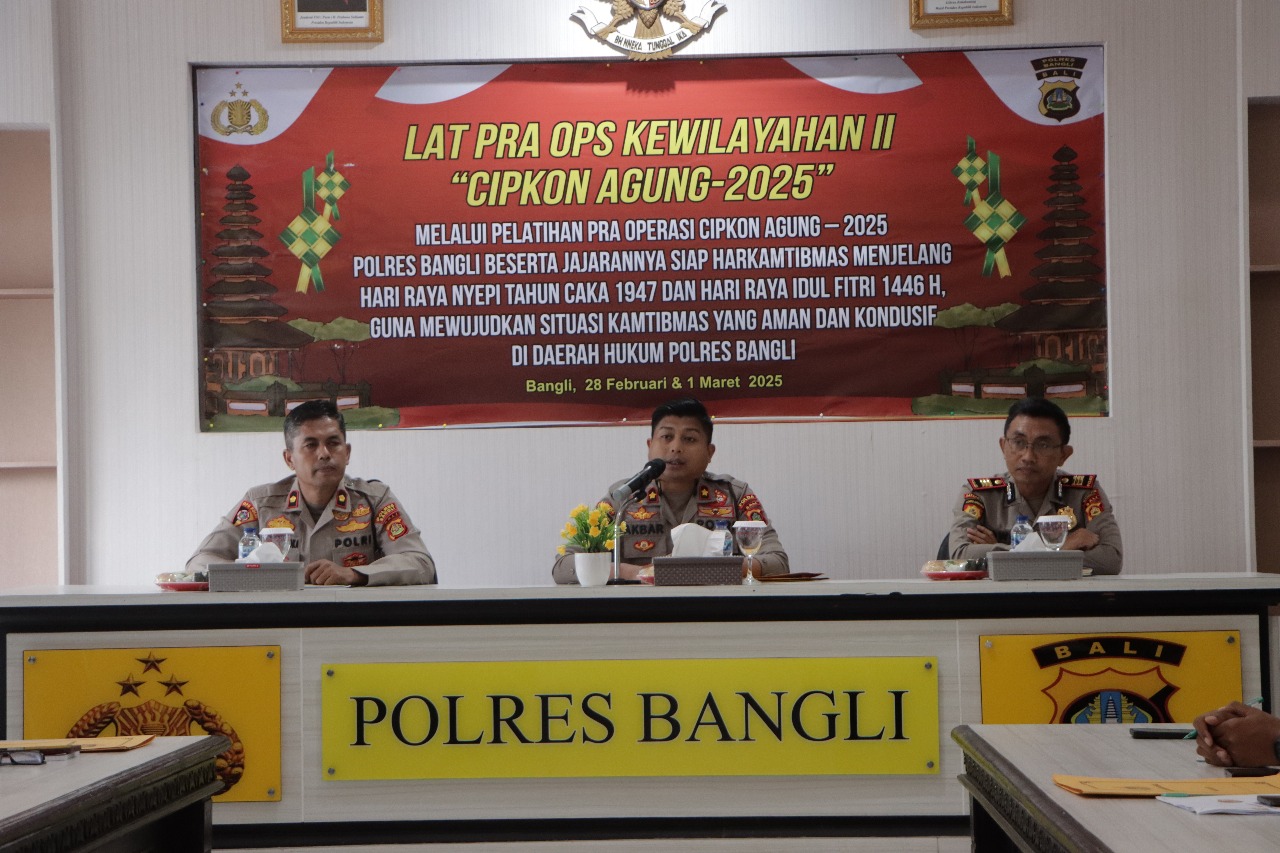 BHINNEKA TUNGGAL IKA
POLRES
BANGLI
BALI
LAT PRA OPS KEWILAYAHAN II
“CIPKON AGUNG-2025”
MELALUI PELATIHAN PRA OPERASI CIPKON AGUNG – 2025
POLRES BANGLI BESERTA JAJARANNYA SIAP HARKAMTIBMAS MENJELANG
HARI RAYA NYEPI TAHUN CAKA 1947 DAN HARI RAYA IDUL FITRI 1446 H,
GUNA MEWUJUDKAN SITUASI KAMTIBMAS YANG AMAN DAN KONDUSIF
DI DAERAH HUKUM POLRES BANGLI
Bangli, 28 Februari & 1 Maret 2025
POLRI
AKBAR
BALI
POLRES BANGLI